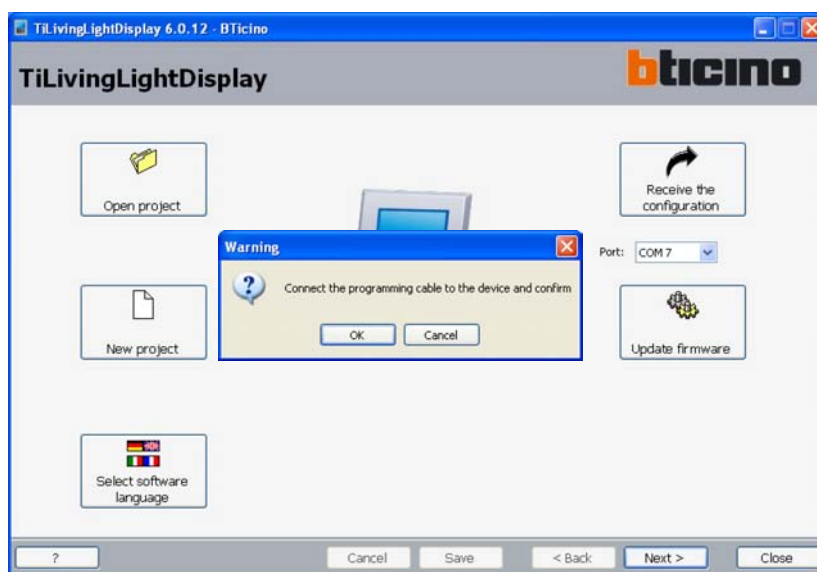 TiLivingLightDisplay 6.0.12 - BTicino
TiLivingLightDisplay
bticino
Open project
Receive the
configuration
Warning
Port: COM 7
Connect the programming cable to the device and confirm
OK Cancel
New project
Update firmware
Select software
language
? Cancel Save < Back Next > Close